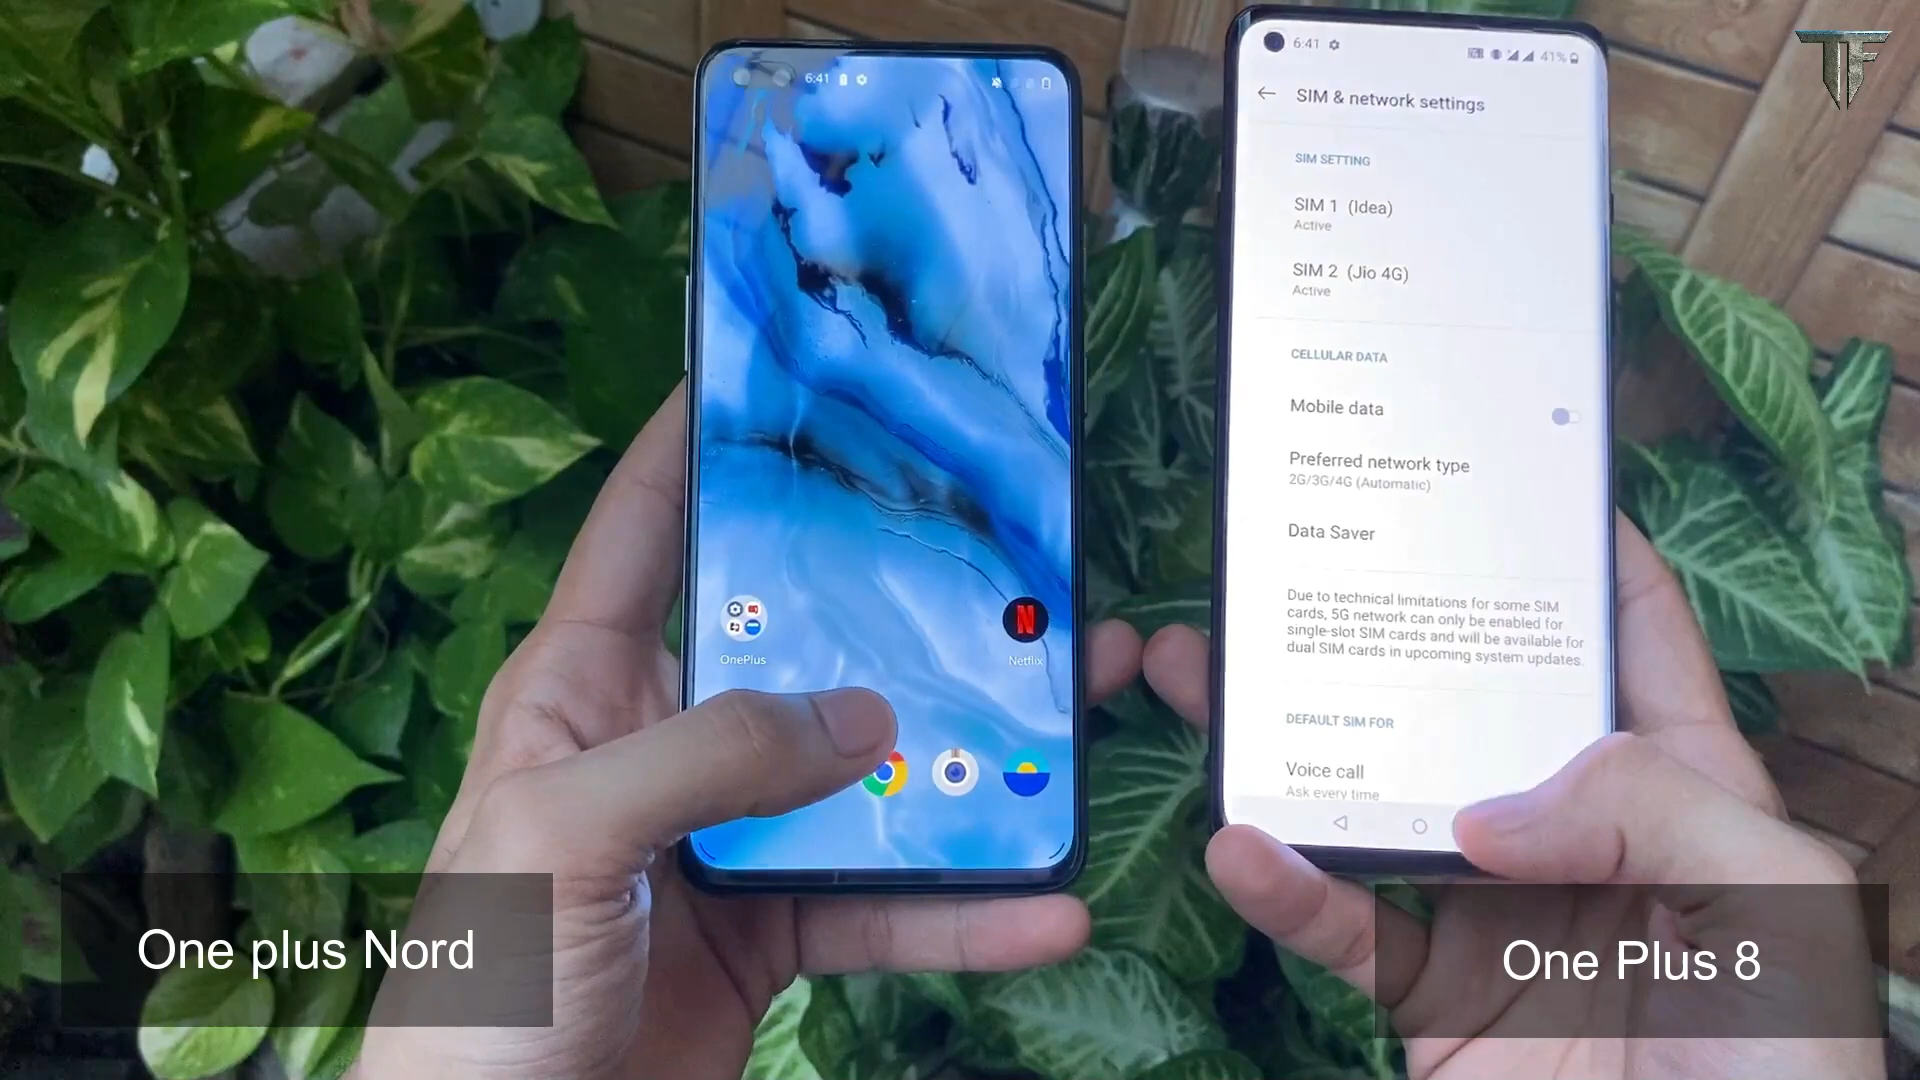 TF
6:41
OnePlus
Netflix
6:41
41%
SIM & network settings
SIM SETTING
SIM 1 (Idea)
Active
SIM 2 (Jio 4G)
Active
CELLULAR DATA
Mobile data
Preferred network type
2G/3G/4G (Automatic)
Data Saver
Due to technical limitations for some SIM
cards, 5G network can only be enabled for
single-slot SIM cards and will be available for
dual SIM cards in upcoming system updates.
DEFAULT SIM FOR
Voice call
Ask every time
One plus Nord
One Plus 8